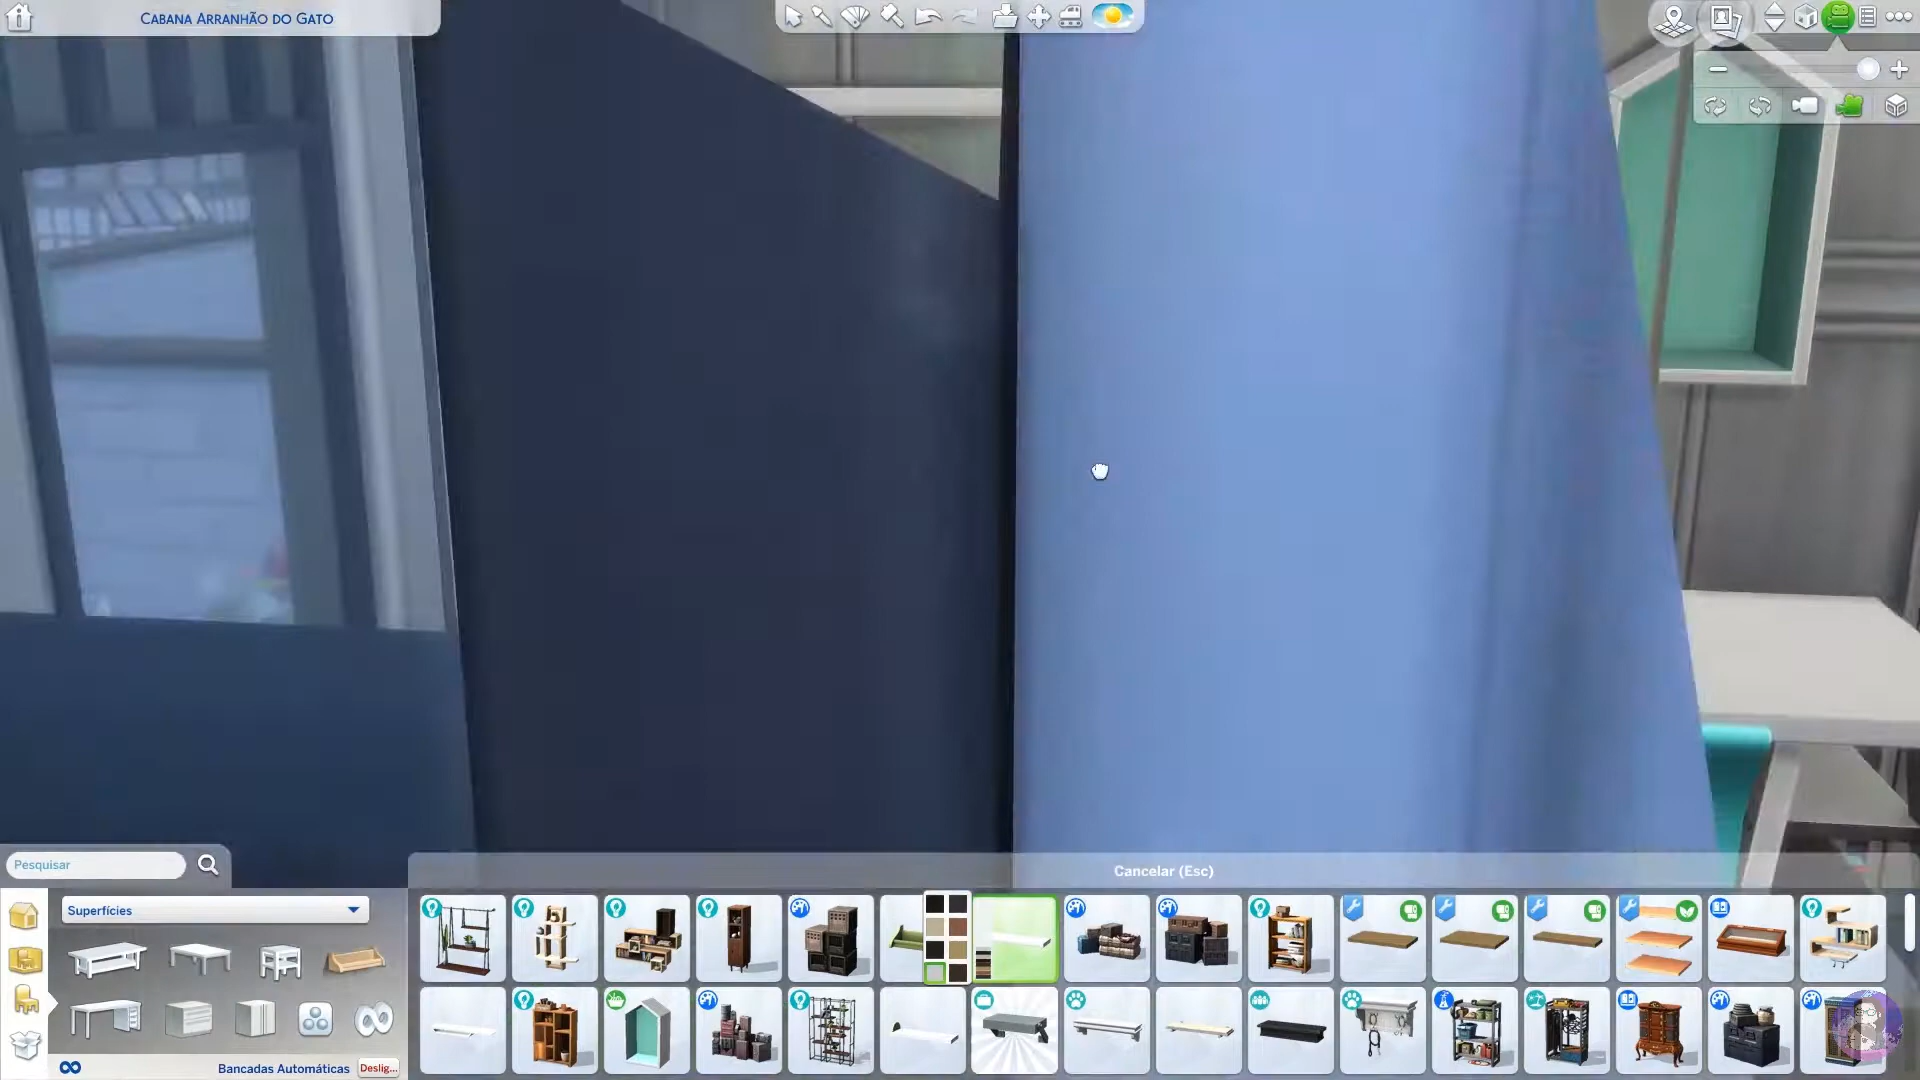 Cabana Arranhão do Gato
Pesquisar
Cancelar (Esc)
Superfícies
Bancadas Automáticas
Deslig...